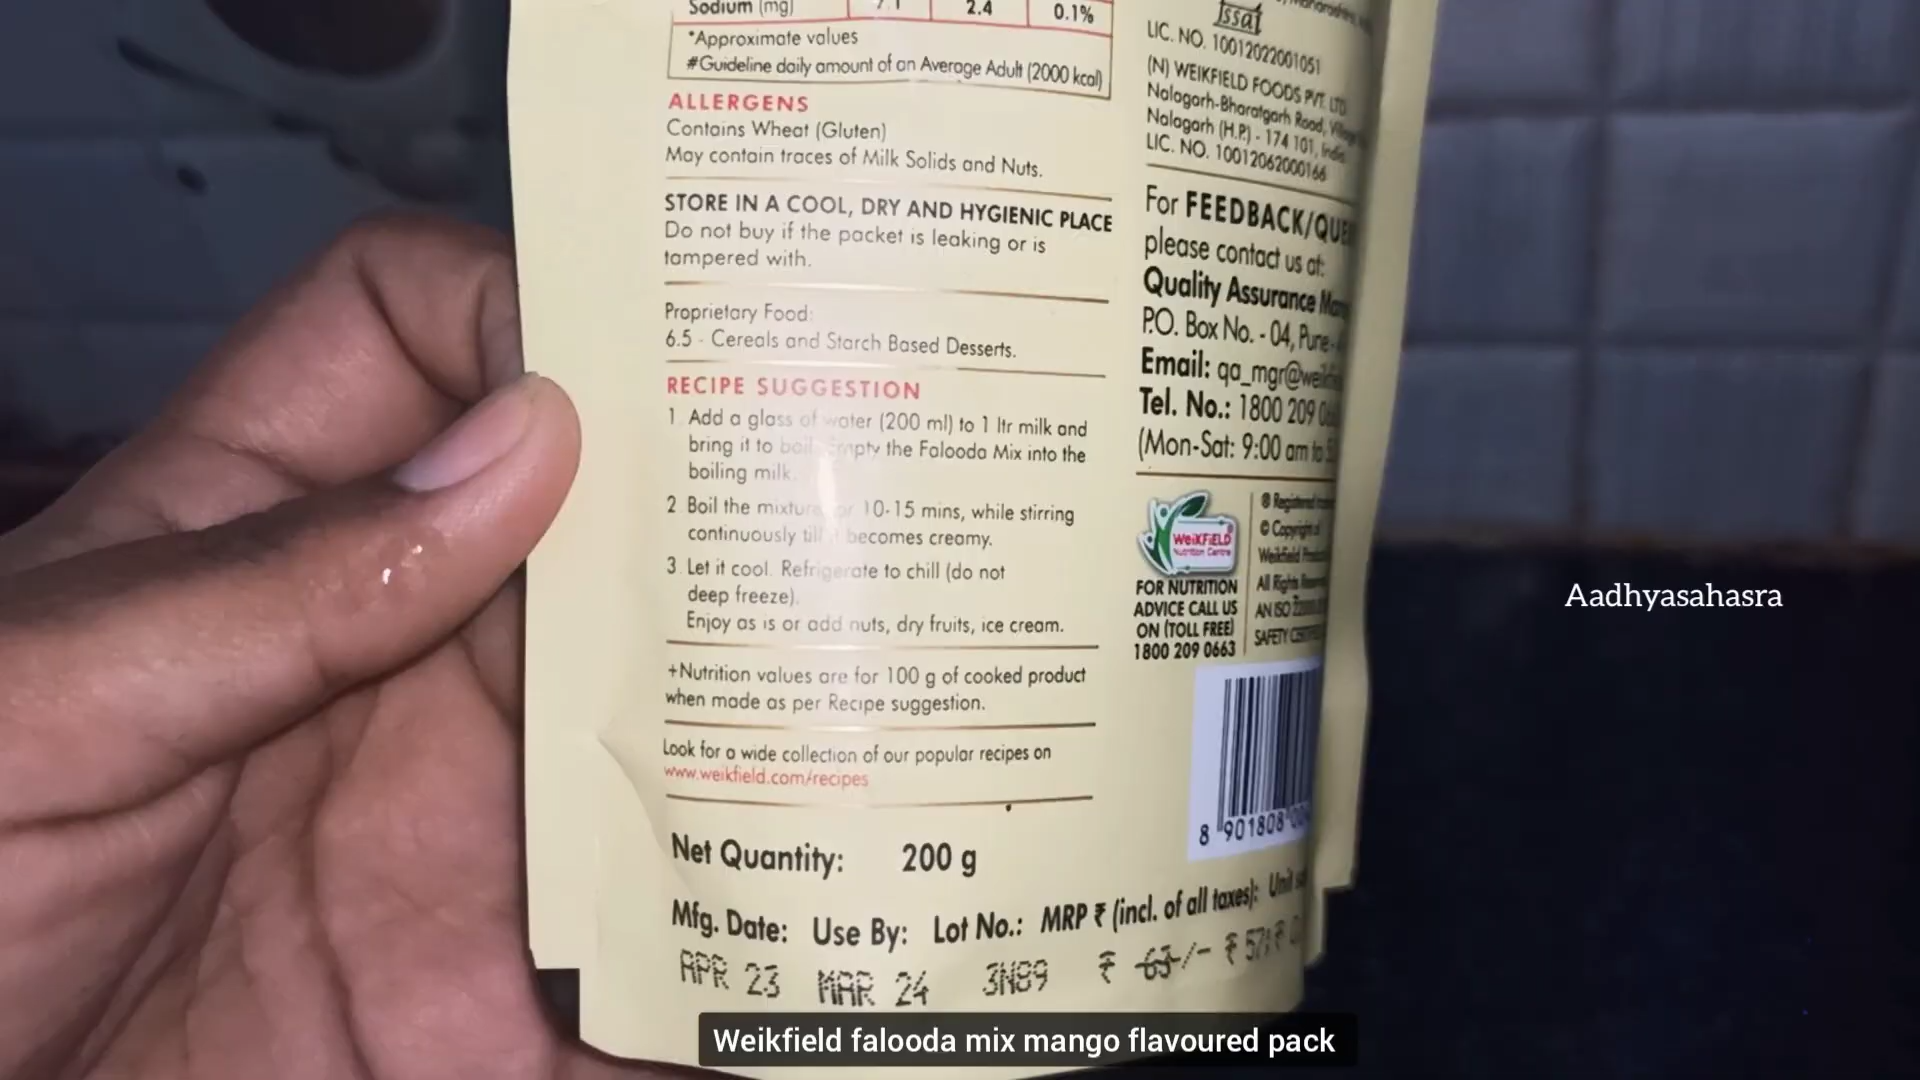 Sodium (mg) 7.1 2.4 0.1%
*Approximate values
#Guideline daily amount of an Average Adult (2000 kcal)
ALLERGENS
Contains Wheat (Gluten)
May contain traces of Milk Solids and Nuts.
STORE IN A COOL, DRY AND HYGIENIC PLACE
Do not buy if the packet is leaking or is
tampered with.
Proprietary Food:
6.5 - Cereals and Starch Based Desserts.
RECIPE SUGGESTION
1. Add a glass of water (200 ml) to 1 ltr milk and
bring it to boil. Empty the Falooda Mix into the
boiling milk.
2. Boil the mixture for 10-15 mins, while stirring
continuously till it becomes creamy.
3. Let it cool. Refrigerate to chill (do not
deep freeze).
Enjoy as is or add nuts, dry fruits, ice cream.
+Nutrition values are for 100 g of cooked product
when made as per Recipe suggestion.
Look for a wide collection of our popular recipes on
www.weikfield.com/recipes
Net Quantity: 200 g
Mfg. Date: Use By: Lot No.: MRP ₹ (incl. of all taxes): Unit
APR 23 MAR 24 3N89 ₹ 63/- ₹ 57/
fssai
LIC. NO. 10012022001051
(N) WEIKFIELD FOODS PVT. LTD
Nalagarh-Bharatgarh Road,
Nalagarh (H.P.) - 174 101, India
LIC. NO. 10012062000166
For FEEDBACK/
please contact us at:
Quality Assurance
P.O. Box No. - 04, Pune -
Email: qa_mgr@
Tel. No.: 1800 209
(Mon-Sat: 9:00 am to
WEIKFIELD
Nutrition Centre
FOR NUTRITION
ADVICE CALL US
ON (TOLL FREE)
1800 209 0663
® Registered
© Copyright of
Weikfield
All Rights
AN ISO
SAFETY
8 901808
Aadhyasahasra
Weikfield falooda mix mango flavoured pack